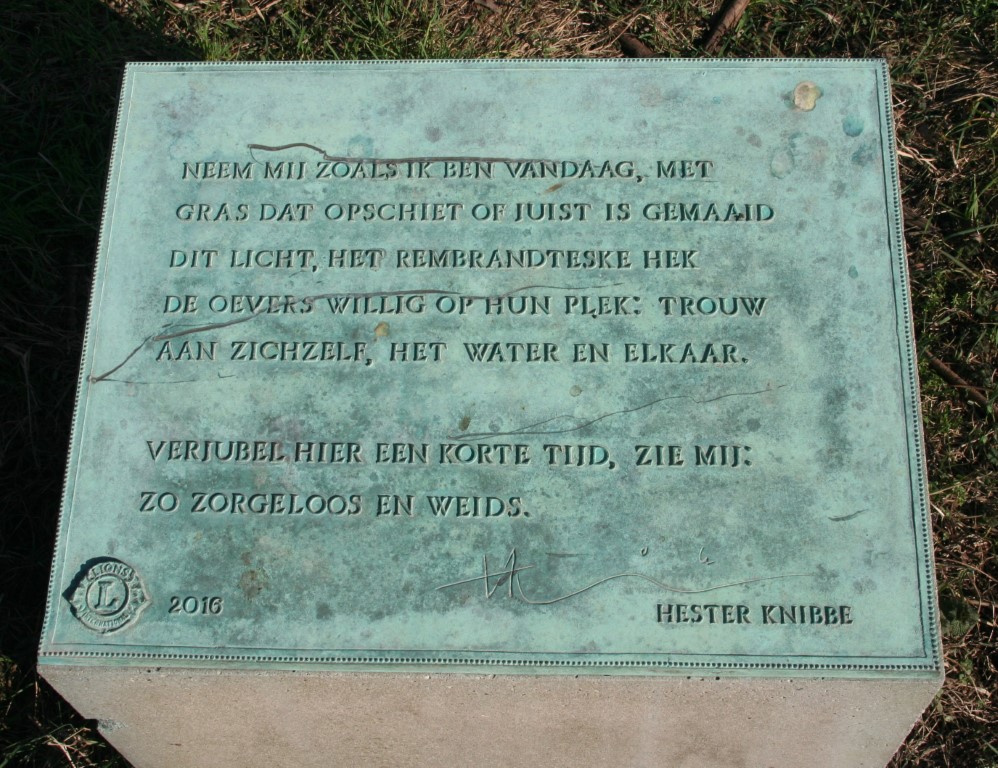 NEEM MIJ ZOALS IK BEN VANDAAG, MET
GRAS DAT OPSCHIET OF JUIST IS GEMAAID
DIT LICHT, HET REMBRANDTESKE HEK
DE OEVERS WILLIG OP HUN PLEK: TROUW
AAN ZICHZELF, HET WATER EN ELKAAR.
VERJUBEL HIER EEN KORTE TIJD, ZIE MIJ:
ZO ZORGELOOS EN WEIDS.
LIONS
L
INTERNATIONAL
2016
HESTER KNIBBE